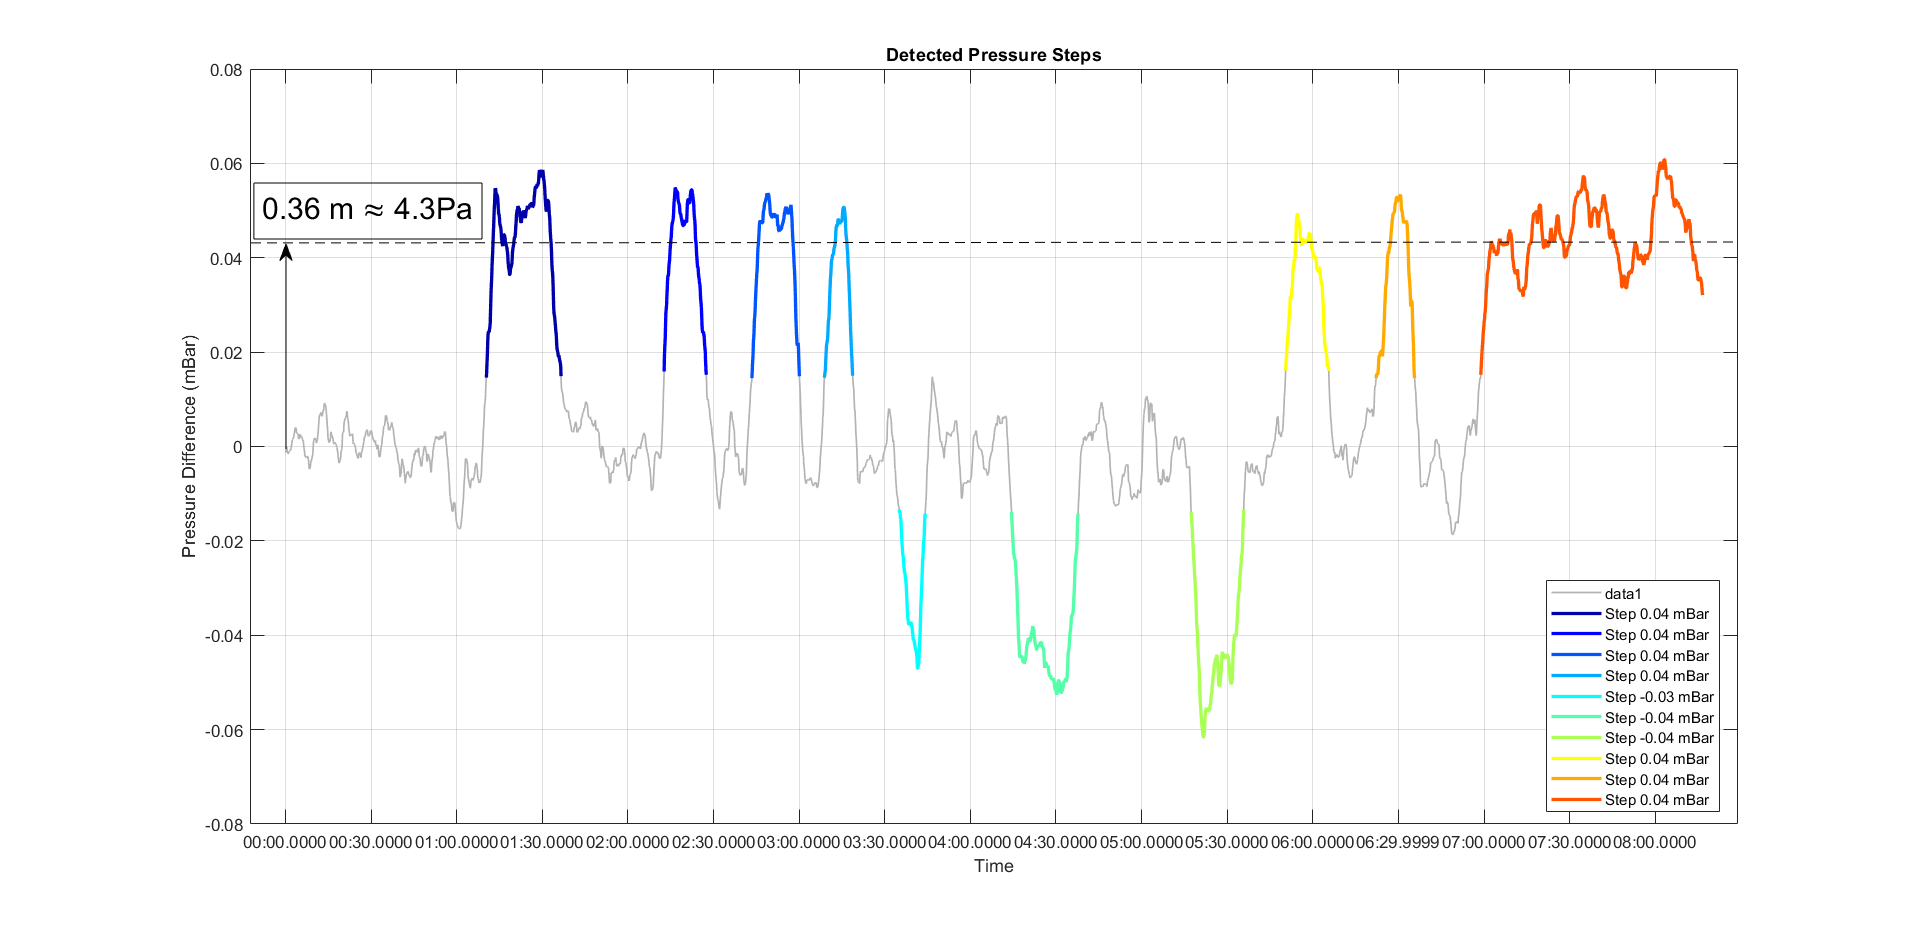 Detected Pressure Steps
0.08
0.06
0.04
0.02
0
-0.02
-0.04
-0.06
-0.08
Pressure Difference (mBar)
0.36 m ≈ 4.3Pa
00:00.0000 00:30.0000 01:00.0000 01:30.0000 02:00.0000 02:30.0000 03:00.0000 03:30.0000 04:00.0000 04:30.0000 05:00.0000 05:30.0000 06:00.0000 06:29.9999 07:00.0000 07:30.0000 08:00.0000
Time
data1
Step 0.04 mBar
Step 0.04 mBar
Step 0.04 mBar
Step 0.04 mBar
Step -0.03 mBar
Step -0.04 mBar
Step -0.04 mBar
Step 0.04 mBar
Step 0.04 mBar
Step 0.04 mBar